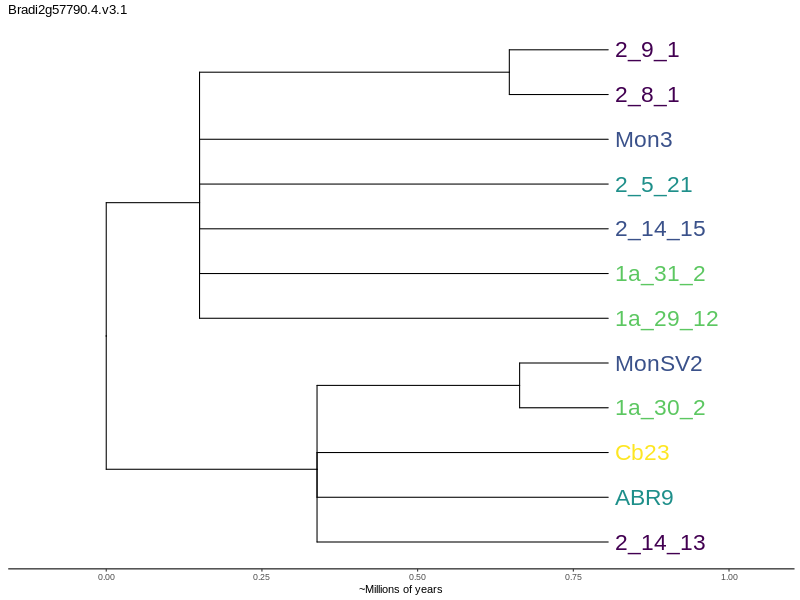 Bradi2g57790.4.v3.1
2_9_1
2_8_1
Mon3
2_5_21
2_14_15
1a_31_2
1a_29_12
MonSV2
1a_30_2
Cb23
ABR9
2_14_13
0.00 0.25 0.50 0.75 1.00
~Millions of years